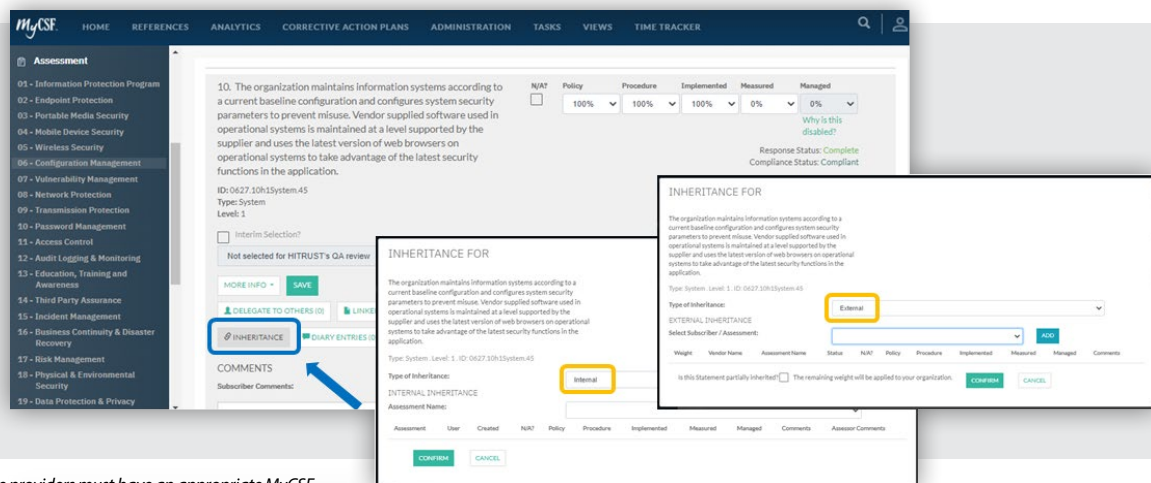 MyCSF. HOME REFERENCES ANALYTICS CORRECTIVE ACTION PLANS ADMINISTRATION TASKS VIEWS TIME TRACKER
Assessment
01 - Information Protection Program
02 - Endpoint Protection
03 - Portable Media Security
04 - Mobile Device Security
05 - Wireless Security
06 - Configuration Management
07 - Vulnerability Management
08 - Network Protection
09 - Transmission Protection
10 - Password Management
11 - Access Control
12 - Audit Logging & Monitoring
13 - Education, Training and
Awareness
14 - Third Party Assurance
15 - Incident Management
16 - Business Continuity & Disaster
Recovery
17 - Risk Management
18 - Physical & Environmental
Security
19 - Data Protection & Privacy
10. The organization maintains information systems according to
a current baseline configuration and configures system security
parameters to prevent misuse. Vendor supplied software used in
operational systems is maintained at a level supported by the
supplier and uses the latest version of web browsers on
operational systems to take advantage of the latest security
functions in the application.
N/A? Policy Procedure Implemented Measured Managed
100% 100% 100% 0% 0%
Why is this
disabled?
Response Status: Complete
Compliance Status: Compliant
ID: 0627.10h1System.45
Type: System
Level: 1
Interim Selection?
Not selected for HITRUST's QA review
MORE INFO SAVE
DELEGATE TO OTHERS (0) LINKE
INHERITANCE DIARY ENTRIES (0
COMMENTS
Subscriber Comments:
INHERITANCE FOR
The organization maintains information systems according to a
current baseline configuration and configures system security
parameters to prevent misuse. Vendor supplied software used in
operational systems is maintained at a level supported by the
supplier and uses the latest version of web browsers on operational
systems to take advantage of the latest security functions in the
application.
Type: System . Level: 1 . ID: 0627.10h1System.45
Type of Inheritance: Internal
INTERNAL INHERITANCE
Assessment Name:
Assessment User Created N/A? Policy Procedure Implemented Measured Managed Comments Assessor Comments
CONFIRM CANCEL
INHERITANCE FOR
The organization maintains information systems according to a
current baseline configuration and configures system security
parameters to prevent misuse. Vendor supplied software used in
operational systems is maintained at a level supported by the
supplier and uses the latest version of web browsers on operational
systems to take advantage of the latest security functions in the
application.
Type: System . Level: 1 . ID: 0627.10h1System.45
Type of Inheritance: External
EXTERNAL INHERITANCE
Select Subscriber / Assessment: ADD
Weight Vendor Name Assessment Name Status N/A? Policy Procedure Implemented Measured Managed Comments
Is this Statement partially inherited? The remaining weight will be applied to your organization. CONFIRM CANCEL
providers must have an appropriate MyCSF